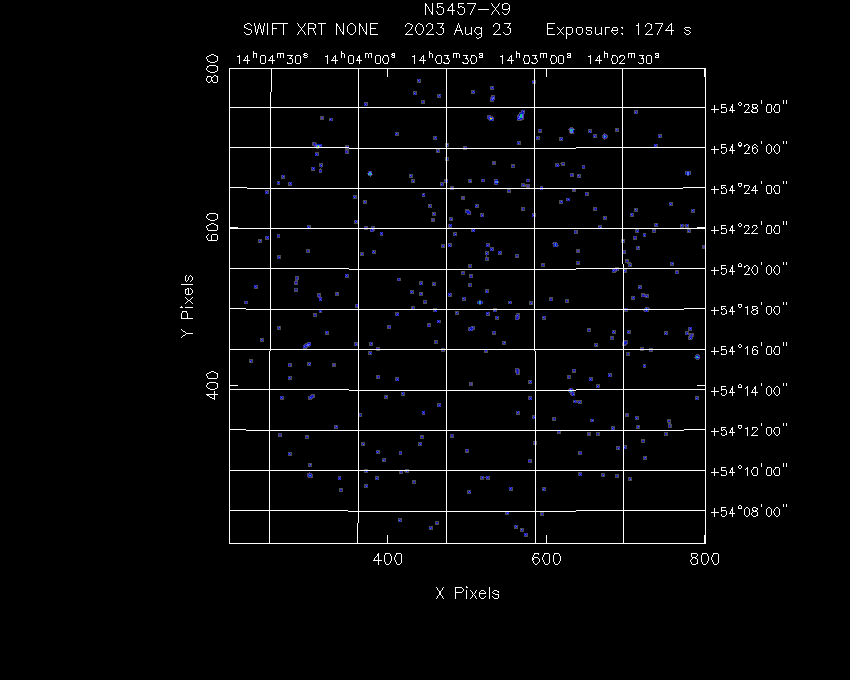 N5457-X9
SWIFT XRT NONE 2023 Aug 23 Exposure: 1274 s
14ʰ04ᵐ30ˢ 14ʰ04ᵐ00ˢ 14ʰ03ᵐ30ˢ 14ʰ03ᵐ00ˢ 14ʰ02ᵐ30ˢ
800
+54°28'00"
+54°26'00"
+54°24'00"
600
+54°22'00"
+54°20'00"
Y Pixels
+54°18'00"
+54°16'00"
400
+54°14'00"
+54°12'00"
+54°10'00"
+54°08'00"
400 600 800
X Pixels